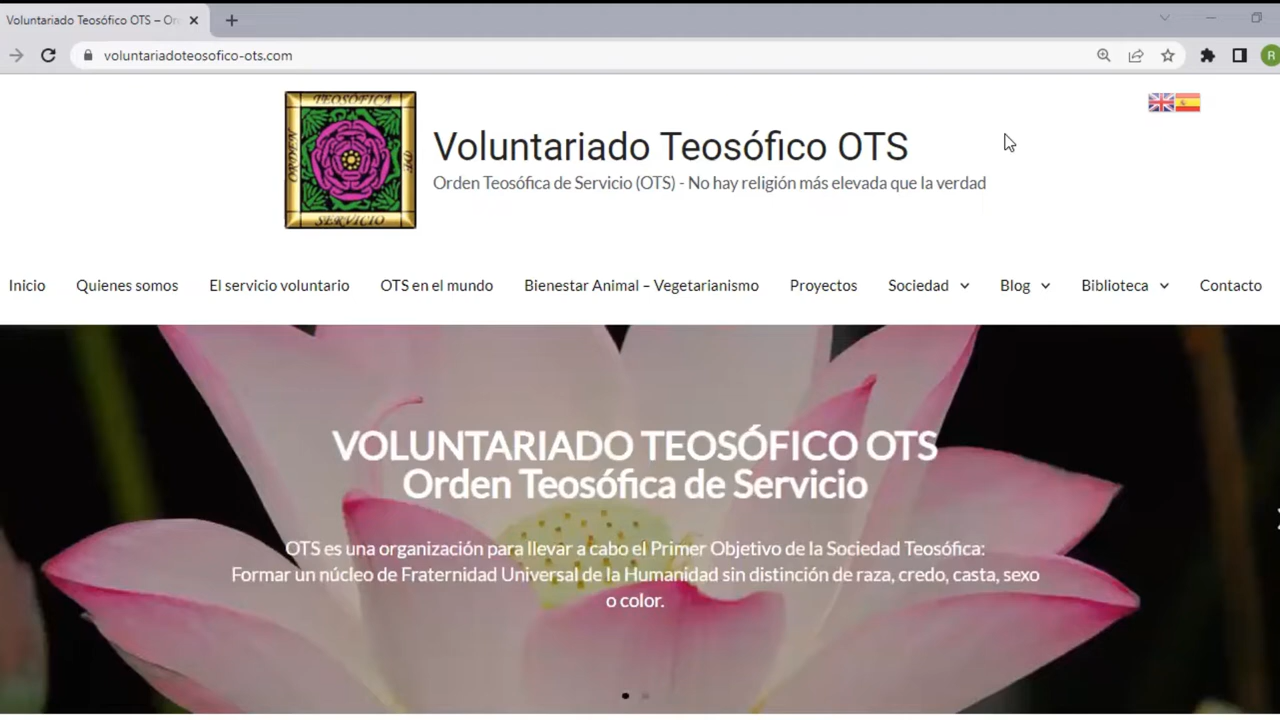 Voluntariado Teosófico OTS – Or
voluntariadoteosofico-ots.com
R
TEOSÓFICA
ORDEN
DE
SERVICIO
Voluntariado Teosófico OTS
Orden Teosófica de Servicio (OTS) - No hay religión más elevada que la verdad
Inicio Quienes somos El servicio voluntario OTS en el mundo Bienestar Animal – Vegetarianismo Proyectos Sociedad Blog Biblioteca Contacto
VOLUNTARIADO TEOSÓFICO OTS
Orden Teosófica de Servicio
OTS es una organización para llevar a cabo el Primer Objetivo de la Sociedad Teosófica:
Formar un núcleo de Fraternidad Universal de la Humanidad sin distinción de raza, credo, casta, sexo
o color.